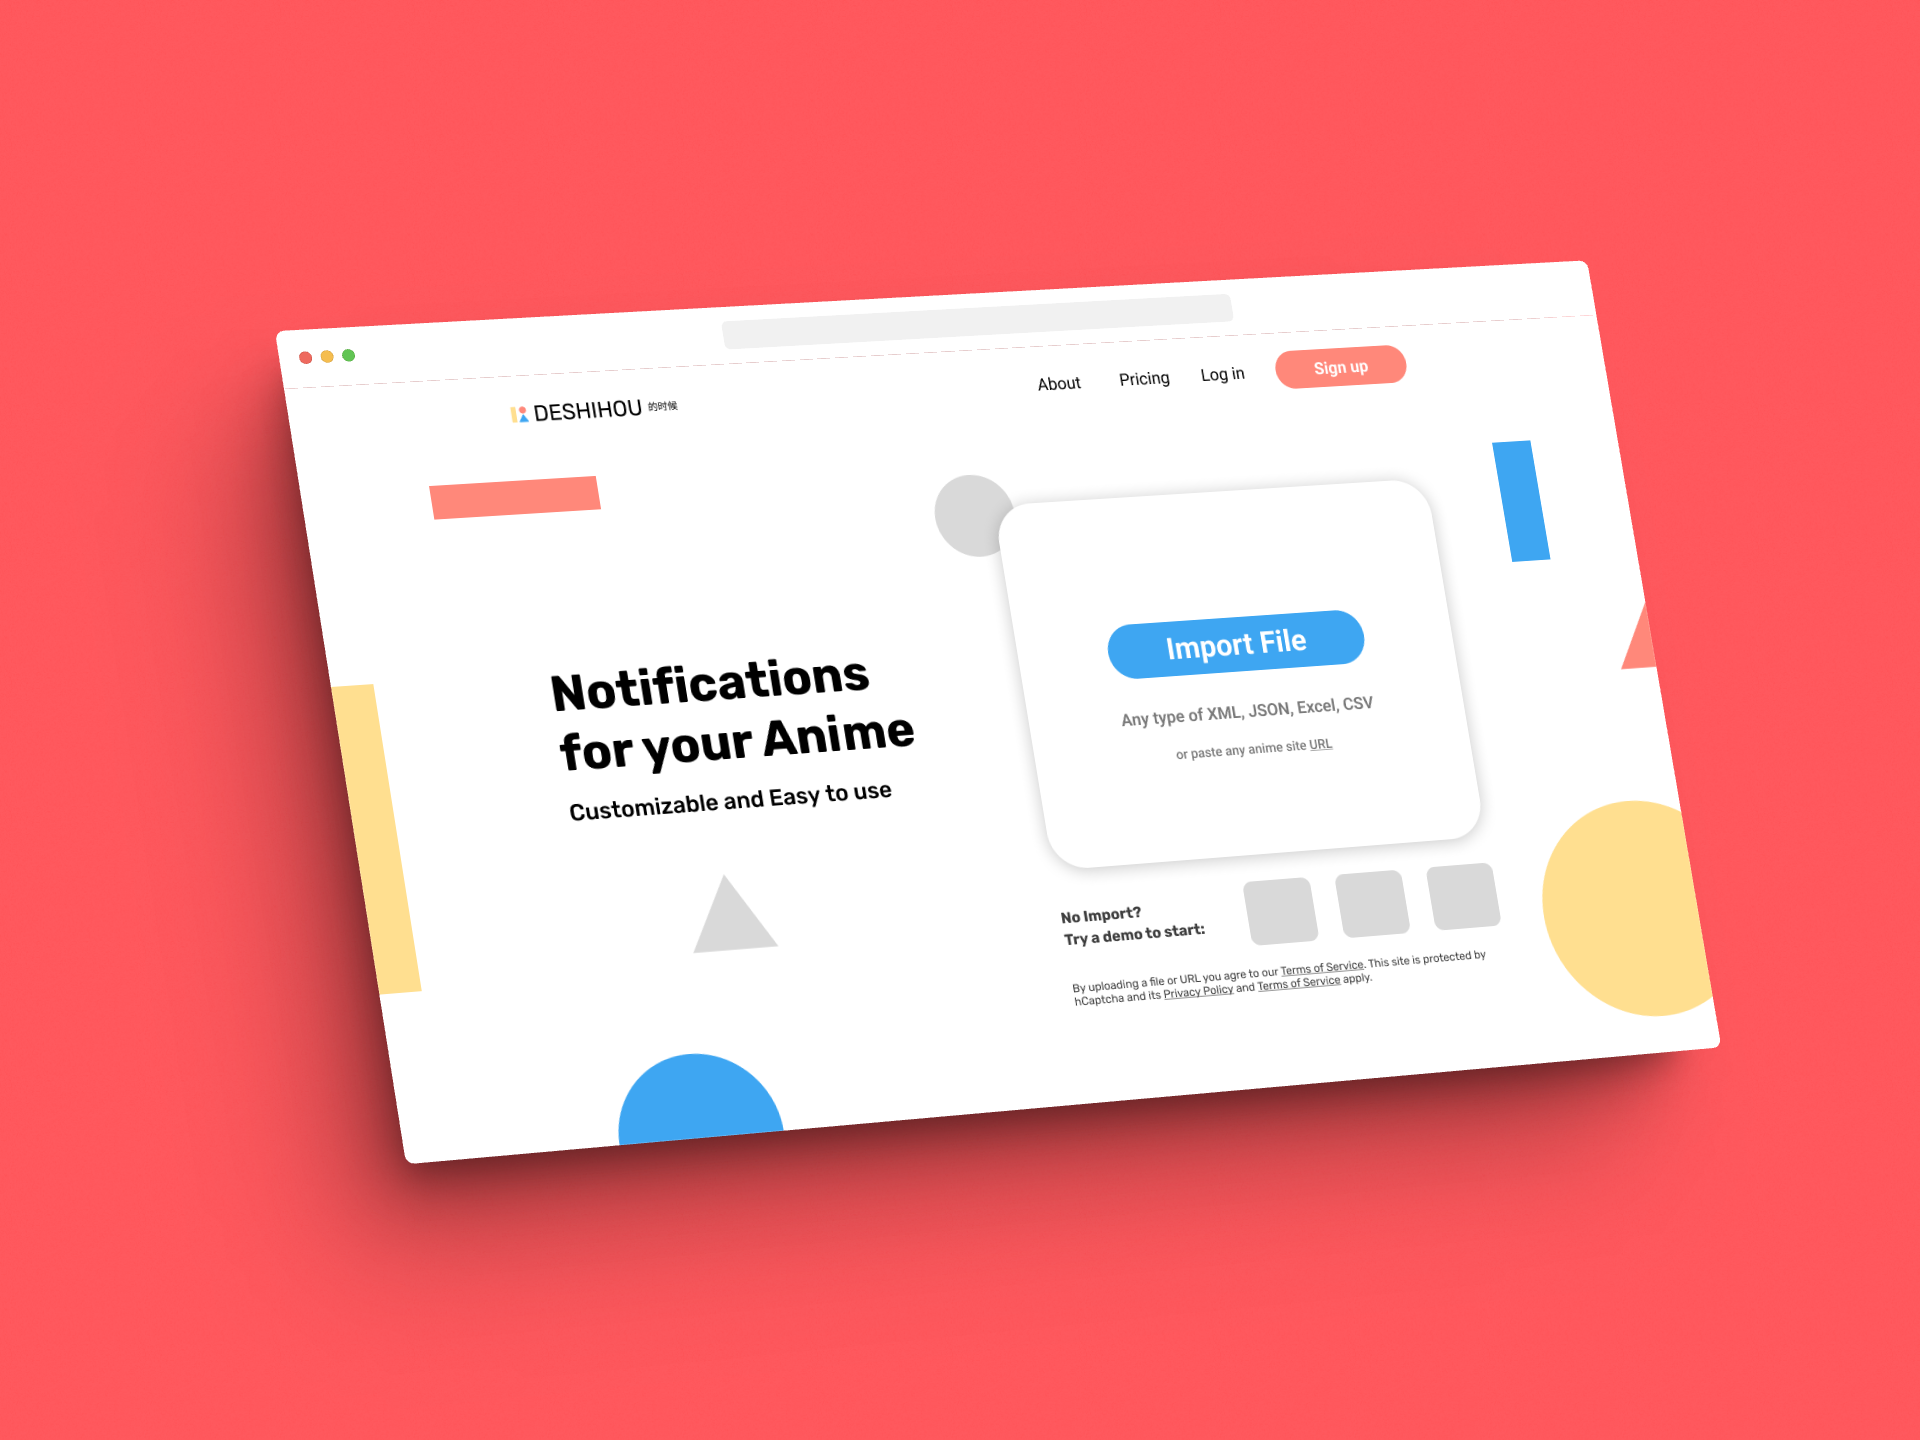 DESHIHOU 的时候
About Pricing Log in Sign up
Notifications
for your Anime
Customizable and Easy to use
Import File
Any type of XML, JSON, Excel, CSV
or paste any anime site URL
No Import?
Try a demo to start:
By uploading a file or URL you agre to our Terms of Service. This site is protected by
hCaptcha and its Privacy Policy and Terms of Service apply.